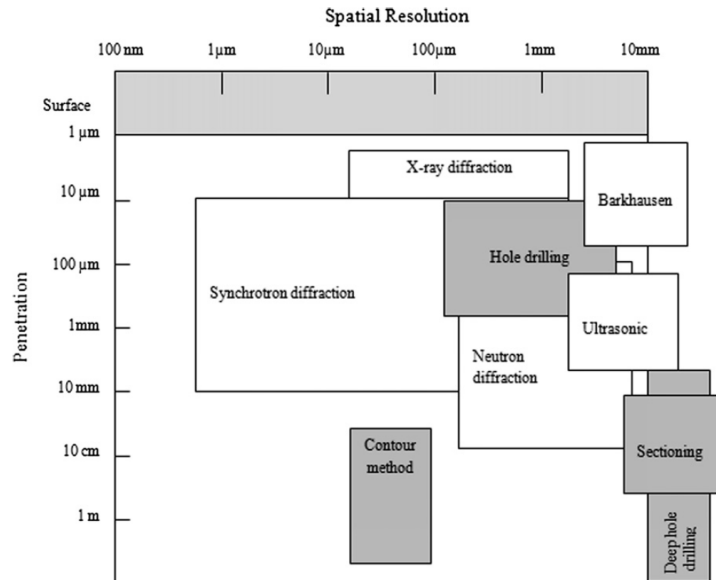 Spatial Resolution
100 nm 1µm 10µm 100µm 1mm 10mm
Surface
1 µm
10 µm
100 µm
1mm
10 mm
10 cm
1 m
Penetration
X-ray diffraction
Barkhausen
Hole drilling
Synchrotron diffraction
Ultrasonic
Neutron
diffraction
Contour
method
Sectioning
Deep hole
drilling